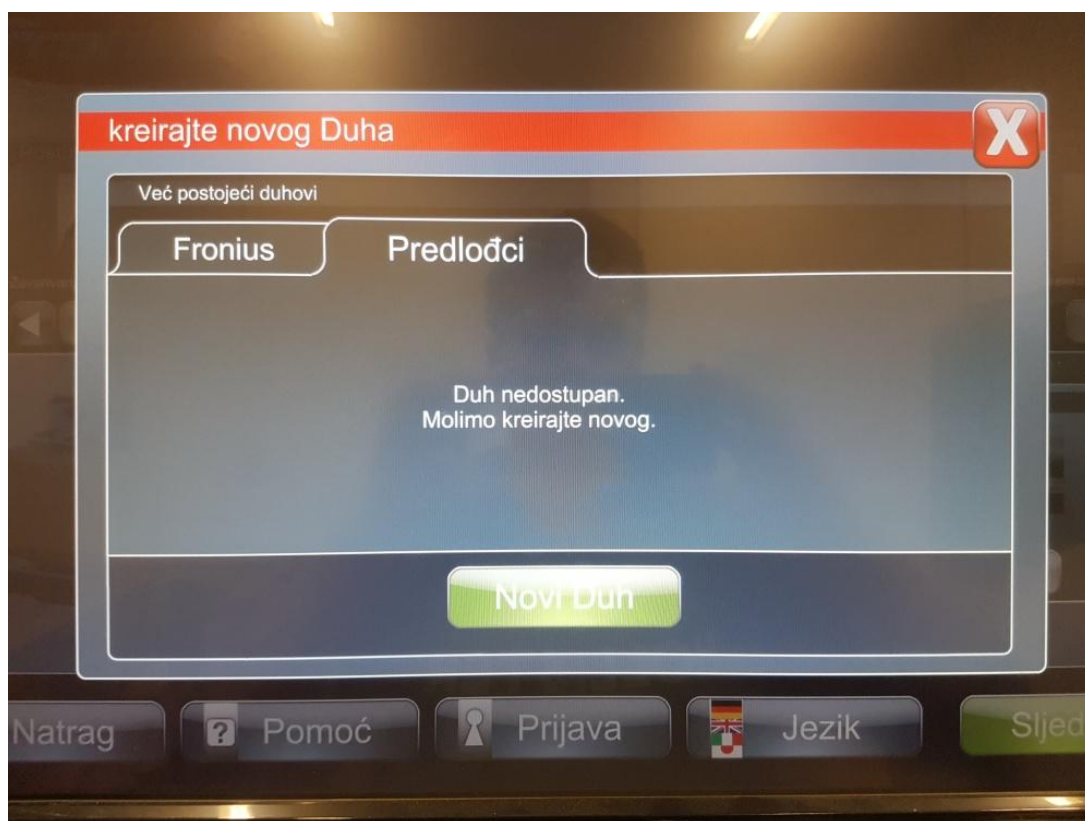 kreirajte novog Duha
X
Već postojeći duhovi
Fronius
Predlođci
Duh nedostupan.
Molimo kreirajte novog.
Novi Duh
Natrag
? Pomoć
Prijava
Jezik
Sljed